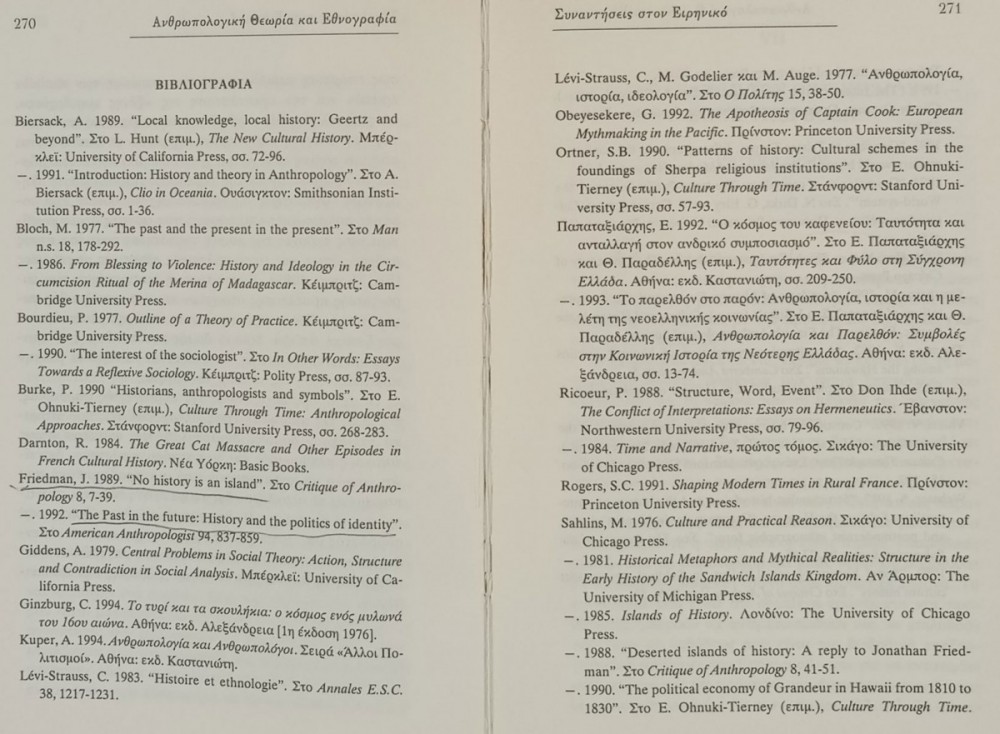 270
Ανθρωπολογική Θεωρία και Εθνογραφία
ΒΙΒΛΙΟΓΡΑΦΙΑ
Biersack, A. 1989. “Local knowledge, local history: Geertz and
beyond”. Στο L. Hunt (επιμ.), The New Cultural History. Μπέρ-
κλεϊ: University of California Press, σσ. 72-96.
–. 1991. “Introduction: History and theory in Anthropology”. Στο A.
Biersack (επιμ.), Clio in Oceania. Ουάσιγκτον: Smithsonian Insti-
tution Press, σσ. 1-36.
Bloch, M. 1977. “The past and the present in the present”. Στο Man
n.s. 18, 178-292.
–. 1986. From Blessing to Violence: History and Ideology in the Cir-
cumcision Ritual of the Merina of Madagascar. Κέιμπριτζ: Cam-
bridge University Press.
Bourdieu, P. 1977. Outline of a Theory of Practice. Κέιμπριτζ: Cam-
bridge University Press.
–. 1990. “The interest of the sociologist”. Στο In Other Words: Essays
Towards a Reflexive Sociology. Κέιμπριτζ: Polity Press, σσ. 87-93.
Burke, P. 1990 “Historians, anthropologists and symbols”. Στο E.
Ohnuki-Tierney (επιμ.), Culture Through Time: Anthropological
Approaches. Στάνφορντ: Stanford University Press, σσ. 268-283.
Darnton, R. 1984. The Great Cat Massacre and Other Episodes in
French Cultural History. Νέα Υόρκη: Basic Books.
Friedman, J. 1989. “No history is an island”. Στο Critique of Anthro-
pology 8, 7-39.
–. 1992. “The Past in the future: History and the politics of identity”.
Στο American Anthropologist 94, 837-859.
Giddens, A. 1979. Central Problems in Social Theory: Action, Structure
and Contradiction in Social Analysis. Μπέρκλεϊ: University of Ca-
lifornia Press.
Ginzburg, C. 1994. Το τυρί και τα σκουλήκια: ο κόσμος ενός μυλωνά
του 16ου αιώνα. Αθήνα: εκδ. Αλεξάνδρεια [1η έκδοση 1976].
Kuper, A. 1994. Ανθρωπολογία και Ανθρωπολόγοι. Σειρά «Άλλοι Πο-
λιτισμοί». Αθήνα: εκδ. Καστανιώτη.
Lévi-Strauss, C. 1983. “Histoire et ethnologie”. Στο Annales E.S.C.
38, 1217-1231.
Συναντήσεις στον Ειρηνικό
271
Lévi-Strauss, C., M. Godelier και M. Auge. 1977. “Ανθρωπολογία,
ιστορία, ιδεολογία”. Στο Ο Πολίτης 15, 38-50.
Obeyesekere, G. 1992. The Apotheosis of Captain Cook: European
Mythmaking in the Pacific. Πρίνστον: Princeton University Press.
Ortner, S.B. 1990. “Patterns of history: Cultural schemes in the
foundings of Sherpa religious institutions”. Στο E. Ohnuki-
Tierney (επιμ.), Culture Through Time. Στάνφορντ: Stanford Uni-
versity Press, σσ. 57-93.
Παπαταξιάρχης, Ε. 1992. “Ο κόσμος του καφενείου: Ταυτότητα και
ανταλλαγή στον ανδρικό συμποσιασμό”. Στο Ε. Παπαταξιάρχης
και Θ. Παραδέλλης (επιμ.), Ταυτότητες και Φύλο στη Σύγχρονη
Ελλάδα. Αθήνα: εκδ. Καστανιώτη, σσ. 209-250.
–. 1993. “Το παρελθόν στο παρόν: Ανθρωπολογία, ιστορία και η με-
λέτη της νεοελληνικής κοινωνίας”. Στο Ε. Παπαταξιάρχης και Θ.
Παραδέλλης (επιμ.), Ανθρωπολογία και Παρελθόν: Συμβολές
στην Κοινωνική Ιστορία της Νεότερης Ελλάδας. Αθήνα: εκδ. Αλε-
ξάνδρεια, σσ. 13-74.
Ricoeur, P. 1988. “Structure, Word, Event”. Στο Don Ihde (επιμ.),
The Conflict of Interpretations: Essays on Hermeneutics. Έβανστον:
Northwestern University Press, σσ. 79-96.
–. 1984. Time and Narrative, πρώτος τόμος. Σικάγο: The University
of Chicago Press.
Rogers, S.C. 1991. Shaping Modern Times in Rural France. Πρίνστον:
Princeton University Press.
Sahlins, M. 1976. Culture and Practical Reason. Σικάγο: University of
Chicago Press.
–. 1981. Historical Metaphors and Mythical Realities: Structure in the
Early History of the Sandwich Islands Kingdom. Αν Άρμπορ: The
University of Michigan Press.
–. 1985. Islands of History. Λονδίνο: The University of Chicago
Press.
–. 1988. “Deserted islands of history: A reply to Jonathan Fried-
man”. Στο Critique of Anthropology 8, 41-51.
–. 1990. “The political economy of Grandeur in Hawaii from 1810 to
1830”. Στο E. Ohnuki-Tierney (επιμ.), Culture Through Time.